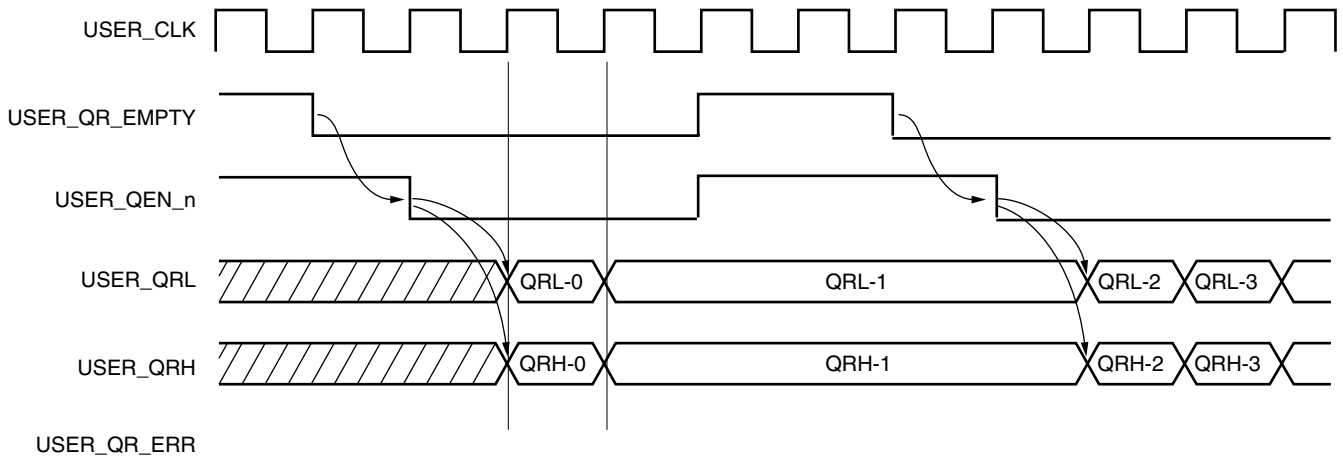 USER_CLK
USER_QR_EMPTY
USER_QEN_n
USER_QRL QRL-0 QRL-1 QRL-2 QRL-3
USER_QRH QRH-0 QRH-1 QRH-2 QRH-3
USER_QR_ERR